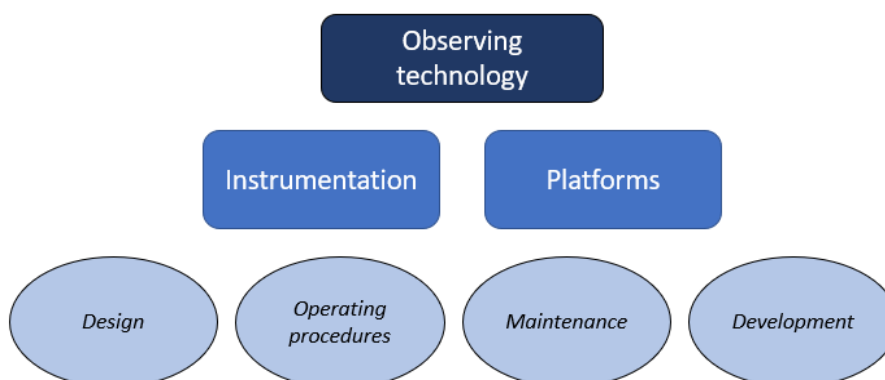 Observing
technology
Instrumentation
Platforms
Design
Operating
procedures
Maintenance
Development